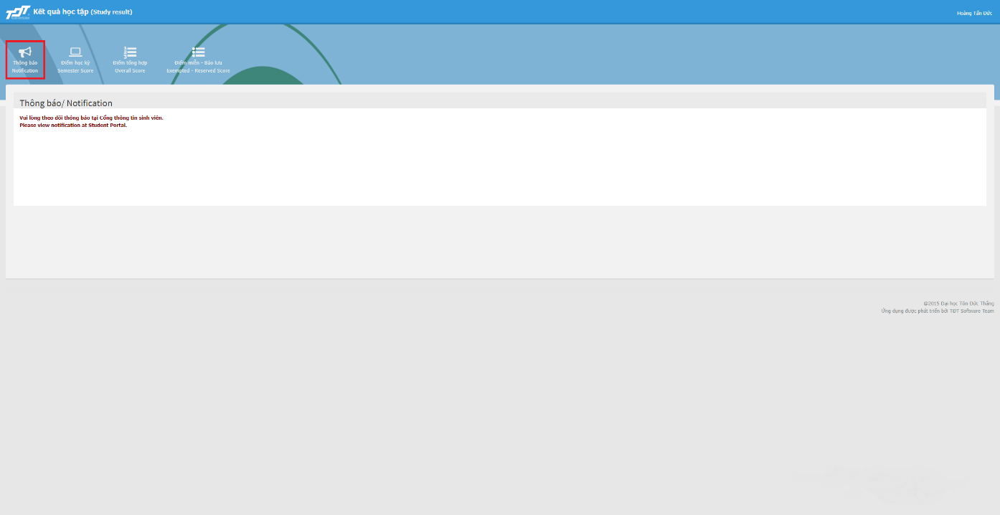 TDT Kết quả học tập (Study result)
Hoàng Tấn Đức
Thông báo
Notification
Điểm học kỳ
Semester Score
Điểm tổng hợp
Overall Score
Điểm miễn - Bảo lưu
Exempted - Reserved Score
Thông báo/ Notification
Vui lòng theo dõi thông báo tại Cổng thông tin sinh viên.
Please view notification at Student Portal.
@2015 Đại học Tôn Đức Thắng
Ứng dụng được phát triển bởi TĐT Software Team